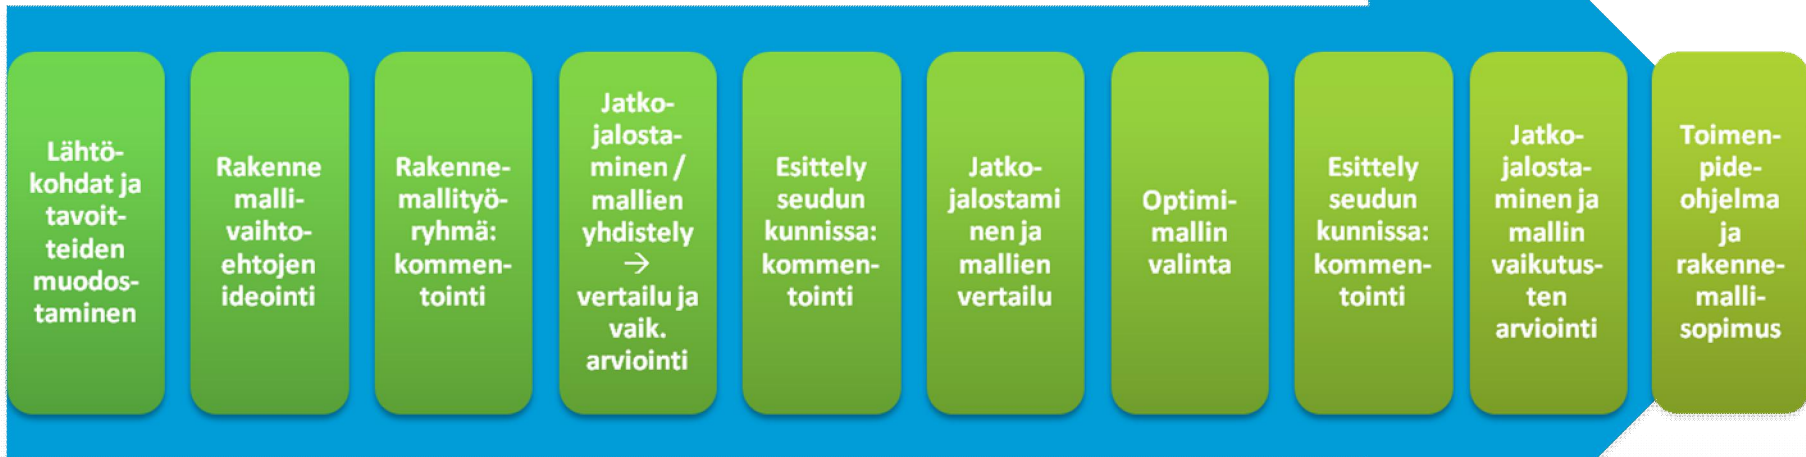 Lähtö-
kohdat ja
tavoit-
teiden
muodos-
taminen
Rakenne
malli-
vaihto-
ehtojen
ideointi
Rakenne-
mallityö-
ryhmä:
kommen-
tointi
Jatko-
jalosta-
minen /
mallien
yhdistely
→
vertailu ja
vaik.
arviointi
Esittely
seudun
kunnissa:
kommen-
tointi
Jatko-
jalostami
nen ja
mallien
vertailu
Optimi-
mallin
valinta
Esittely
seudun
kunnissa:
kommen-
tointi
Jatko-
jalosta-
minen ja
mallin
vaikutus-
ten
arviointi
Toimen-
pide-
ohjelma
ja
rakenne-
malli-
sopimus